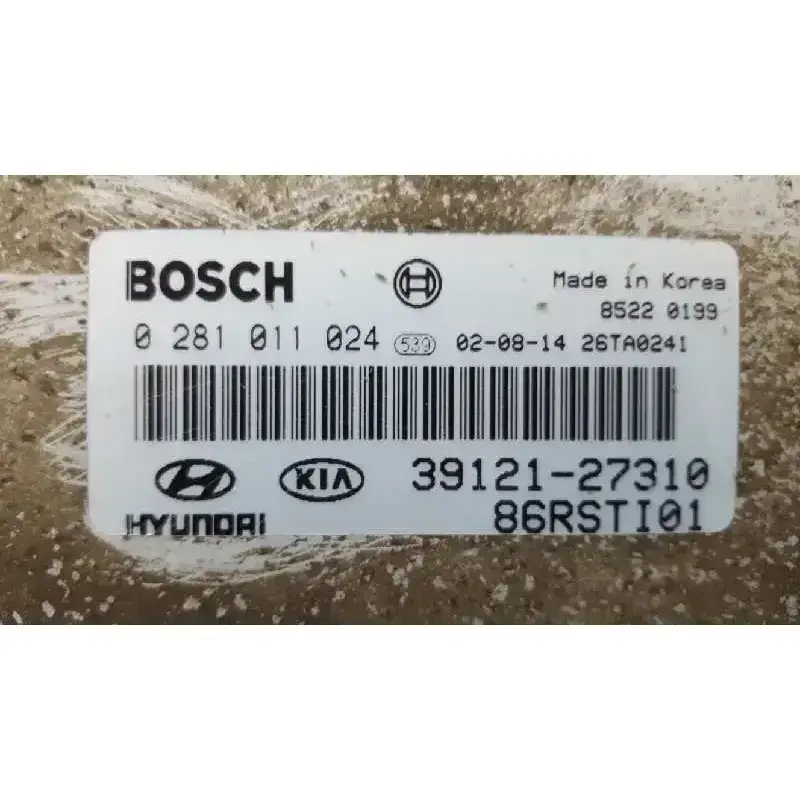 BOSCH
Made in Korea
8522 0199
0 281 011 024 539 02-08-14 26TA0241
KIA 39121-27310
HYUNDAI 86RSTI01